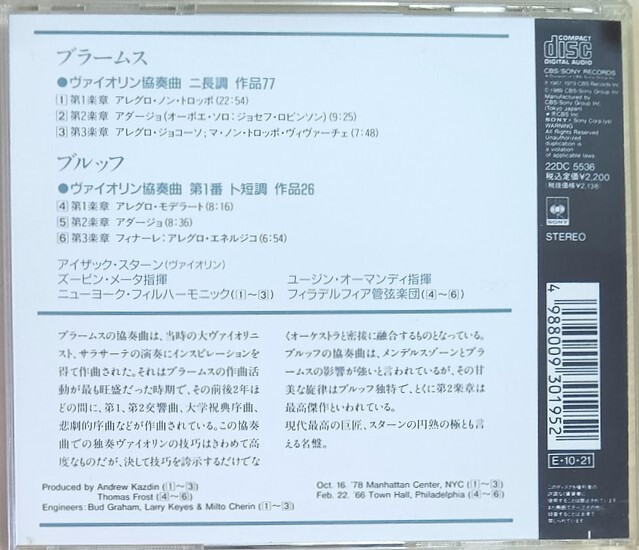 ブラームス
●ヴァイオリン協奏曲 ニ長調 作品77
1 第1楽章 アレグロ・ノン・トロッポ(22:54)
2 第2楽章 アダージョ(オーボエ・ソロ:ジョセフ・ロビンソン)(9:25)
3 第3楽章 アレグロ・ジョコーソ;マ・ノン・トロッポ・ヴィヴァーチェ(7:48)
ブルッフ
●ヴァイオリン協奏曲 第1番 ト短調 作品26
4 第1楽章 アレグロ・モデラート(8:16)
5 第2楽章 アダージョ(8:36)
6 第3楽章 フィナーレ:アレグロ・エネルジコ(6:54)
アイザック・スターン(ヴァイオリン)
ズービン・メータ指揮
ニューヨーク・フィルハーモニック(1〜3)
ユージン・オーマンディ指揮
フィラデルフィア管弦楽団(4〜6)
ブラームスの協奏曲は、当時の大ヴァイオリニ
スト、サラサーテの演奏にインスピレーションを
得て作曲された。それはブラームスの作曲活
動が最も旺盛だった時期で、その前後2年ほ
どの間に、第1、第2交響曲、大学祝典序曲、
悲劇的序曲などが作曲されている。この協奏
曲での独奏ヴァイオリンの技巧はきわめて高
度なものだが、決して技巧を誇示するだけでな
くオーケストラと密接に融合するものとなっている。
ブルッフの協奏曲は、メンデルスゾーンとブラ
ームスの影響が強いと言われているが、その甘
美な旋律はブルッフ独特で、とくに第2楽章は
最高傑作といわれている。
現代最高の巨匠、スターンの円熟の極とも言
える名盤。
Produced by Andrew Kazdin (1〜3)
Thomas Frost (4〜6)
Engineers: Bud Graham, Larry Keyes & Milto Cherin (1〜3)
Oct. 16. '78 Manhattan Center, NYC (1〜3)
Feb. 22. '66 Town Hall, Philadelphia (4〜6)
COMPACT
disc
DIGITAL AUDIO
CBS/SONY RECORDS
Manufactured by
CBS/Sony Group Inc.
(Tokyo Japan)
WARNING
All Rights Reserved.
Unauthorized
duplication is
a violation
of applicable laws.
22DC 5536
税込定価¥2,200
(税抜価格¥2,136)
SONY
STEREO
4 988009 301952
E・10・21